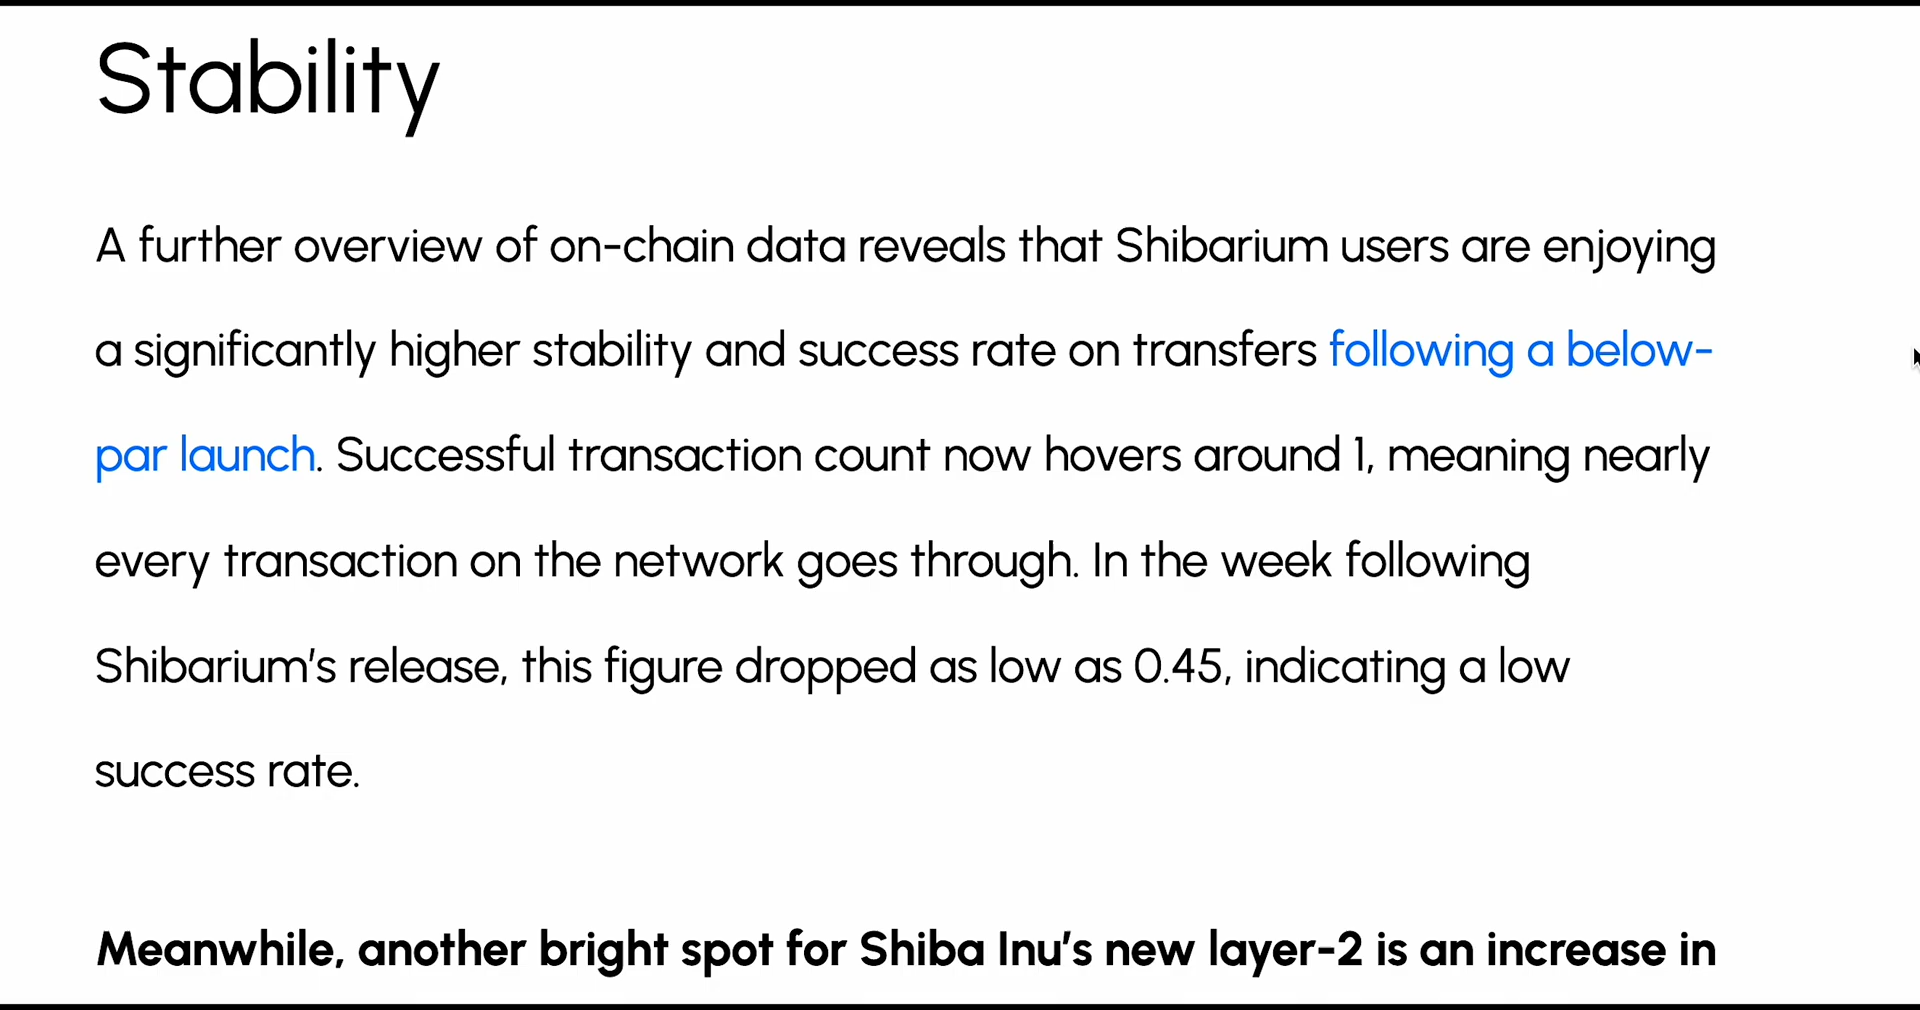 Stability
A further overview of on-chain data reveals that Shibarium users are enjoying
a significantly higher stability and success rate on transfers following a below-
par launch. Successful transaction count now hovers around 1, meaning nearly
every transaction on the network goes through. In the week following
Shibarium's release, this figure dropped as low as 0.45, indicating a low
success rate.
Meanwhile, another bright spot for Shiba Inu's new layer-2 is an increase in